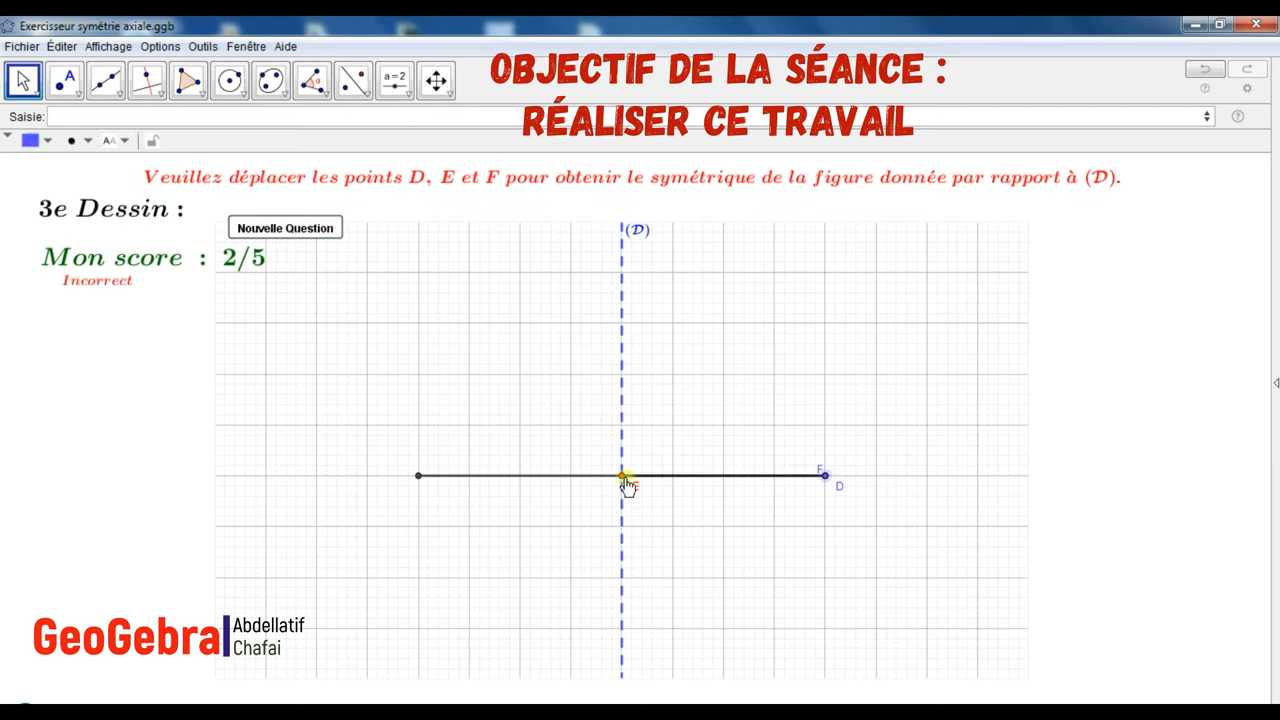 Exercisseur symétrie axiale.ggb
Fichier Éditer Affichage Options Outils Fenêtre Aide
OBJECTIF DE LA SÉANCE :
RÉALISER CE TRAVAIL
A
α
a=2
Saisie:
AA
Veuillez déplacer les points D, E et F pour obtenir le symétrique de la figure donnée par rapport à (D).
3e Dessin :
Nouvelle Question
(D)
Mon score : 2/5
Incorrect
F
E
D
GeoGebra
Abdellatif
Chafai